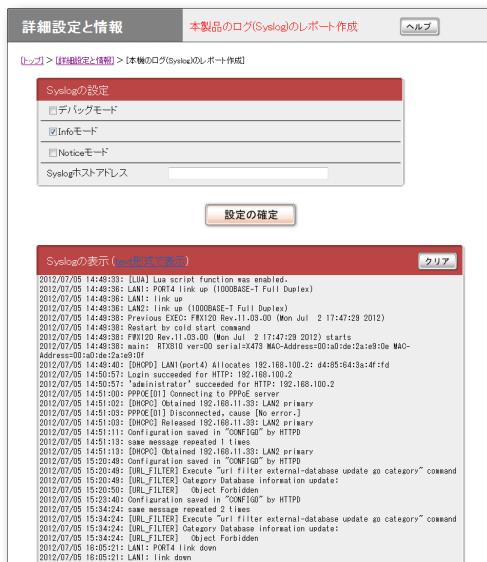 詳細設定と情報
本製品のログ(Syslog)のレポート作成
ヘルプ
[トップ] > [詳細設定と情報] > [本機のログ(Syslog)のレポート作成]
Syslogの設定
デバッグモード
Infoモード
Noticeモード
Syslogホストアドレス
設定の確定
Syslogの表示 (text形式で表示)
クリア
2012/07/05 14:49:33: [LUA] Lua script function was enabled.
2012/07/05 14:49:36: LAN1: PORT4 link up (1000BASE-T Full Duplex)
2012/07/05 14:49:36: LAN1: link up
2012/07/05 14:49:36: LAN2: link up (1000BASE-T Full Duplex)
2012/07/05 14:49:38: Previous EXEC: FWX120 Rev.11.03.00 (Mon Jul  2 17:47:29 2012)
2012/07/05 14:49:38: Restart by cold start command
2012/07/05 14:49:38: FWX120 Rev.11.03.00 (Mon Jul  2 17:47:29 2012) starts
2012/07/05 14:49:38: main:  RTX810 ver=00 serial=X473 MAC-Address=00:a0:de:2a:e9:0e MAC-
Address=00:a0:de:2a:e9:0f
2012/07/05 14:49:40: [DHCPD] LAN1(port4) Allocates 192.168.100.2: d4:85:64:3a:4f:fd
2012/07/05 14:50:57: Login succeeded for HTTP: 192.168.100.2
2012/07/05 14:50:57: 'administrator' succeeded for HTTP: 192.168.100.2
2012/07/05 14:51:00: PPPOE[01] Connecting to PPPoE server
2012/07/05 14:51:02: [DHCPC] Obtained 192.168.11.33: LAN2 primary
2012/07/05 14:51:03: PPPOE[01] Disconnected, cause [No error.]
2012/07/05 14:51:03: [DHCPC] Released 192.168.11.33: LAN2 primary
2012/07/05 14:51:11: Configuration saved in "CONFIG0" by HTTPD
2012/07/05 14:51:13: same message repeated 1 times
2012/07/05 14:51:13: [DHCPC] Obtained 192.168.11.33: LAN2 primary
2012/07/05 15:20:49: Configuration saved in "CONFIG0" by HTTPD
2012/07/05 15:20:49: [URL_FILTER] Execute "url filter external-database update go category" command
2012/07/05 15:20:49: [URL_FILTER] Category Database information update:
2012/07/05 15:20:50: [URL_FILTER]   Object Forbidden
2012/07/05 15:23:40: Configuration saved in "CONFIG0" by HTTPD
2012/07/05 15:34:24: same message repeated 2 times
2012/07/05 15:34:24: [URL_FILTER] Execute "url filter external-database update go category" command
2012/07/05 15:34:24: [URL_FILTER] Category Database information update:
2012/07/05 15:34:24: [URL_FILTER]   Object Forbidden
2012/07/05 16:05:21: LAN1: PORT4 link down
2012/07/05 16:05:21: LAN1: link down